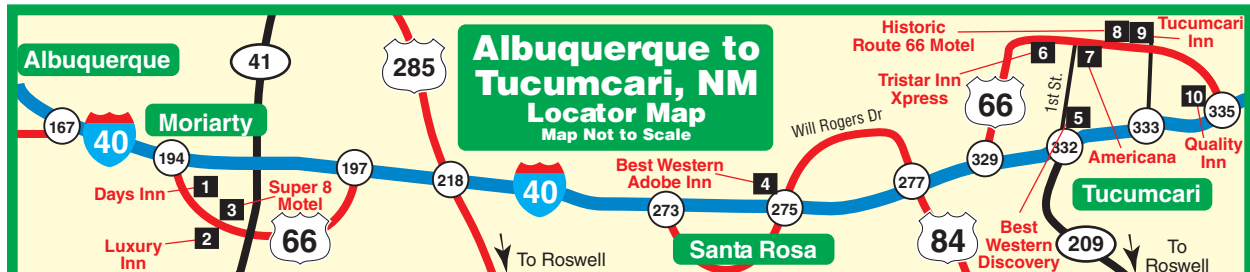 Albuquerque to
Tucumcari, NM
Locator Map
Map Not to Scale
Albuquerque
167
40
Moriarty
194
41
Days Inn
1
3
Super 8
Motel
2
Luxury
Inn
66
197
285
218
To Roswell
40
Best Western
Adobe Inn
4
273
275
Santa Rosa
Will Rogers Dr
277
84
329
66
Historic
Route 66 Motel
8
9
Tucumcari
Inn
6
Tristar Inn
Xpress
7
1st St.
5
332
Americana
333
10
Quality
Inn
335
Tucumcari
Best
Western
Discovery
209
To
Roswell